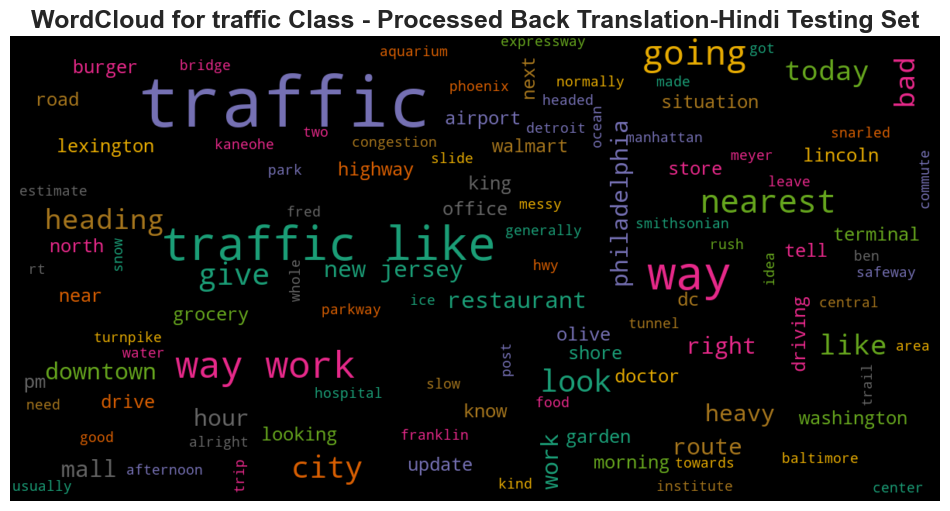 WordCloud for traffic Class - Processed Back Translation-Hindi Testing Set
expressway
aquarium
going
got
burger
bridge
next
today
bad
traffic
phoenix
normally
made
road
headed
situation
airport
detroit
ocean
manhattan
two
snarled
lexington
kaneohe
congestion
walmart
philadelphia
lincoln
slide
store
meyer
park
highway
commute
king
leave
estimate
nearest
heading
fred
office
messy
smithsonian
north
snow
traffic like
generally
rush
tell
terminal
rt
give
whole
new jersey
hwy
way
idea
ben
safeway
near
ice
restaurant
dc
central
grocery
parkway
tunnel
driving
turnpike
olive
water
post
shore
right
like
area
downtown
way work
look
doctor
pm
hospital
slow
trail
need
drive
food
hour
know
heavy
washington
good
alright
looking
franklin
work
garden
route
mall
afternoon
trip
city
update
morning
towards
baltimore
usually
kind
institute
center